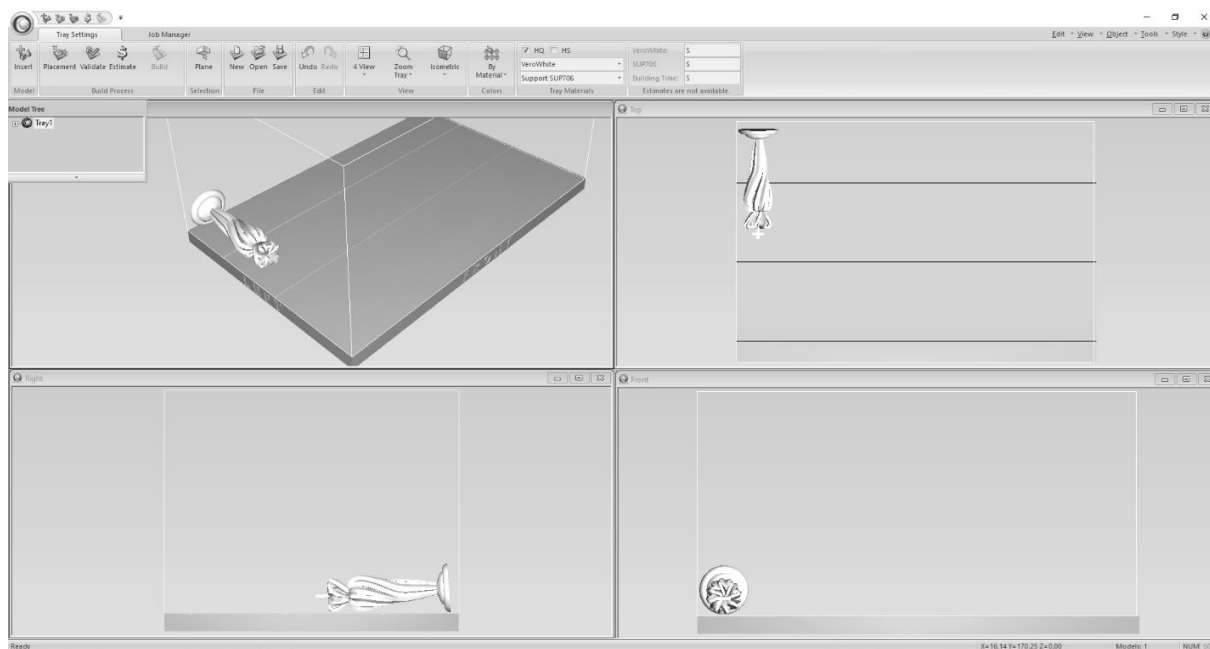 Tray Settings Job Manager Edit View Object Tools Style
HQ HS VeroWhite: $
VeroWhite SUP706 $
Insert Placement Validate Estimate Build Plane New Open Save Undo Redo 4 View Zoom Tray Isometric By Material Support SUP706 Building Time: $
Model Build Process Selection File Edit View Colors Tray Materials Estimates are not available.
Model Tree Top
Tray1
Right Front
Ready X=16.14 Y=170.25 Z=0.00 Models: 1 NUM